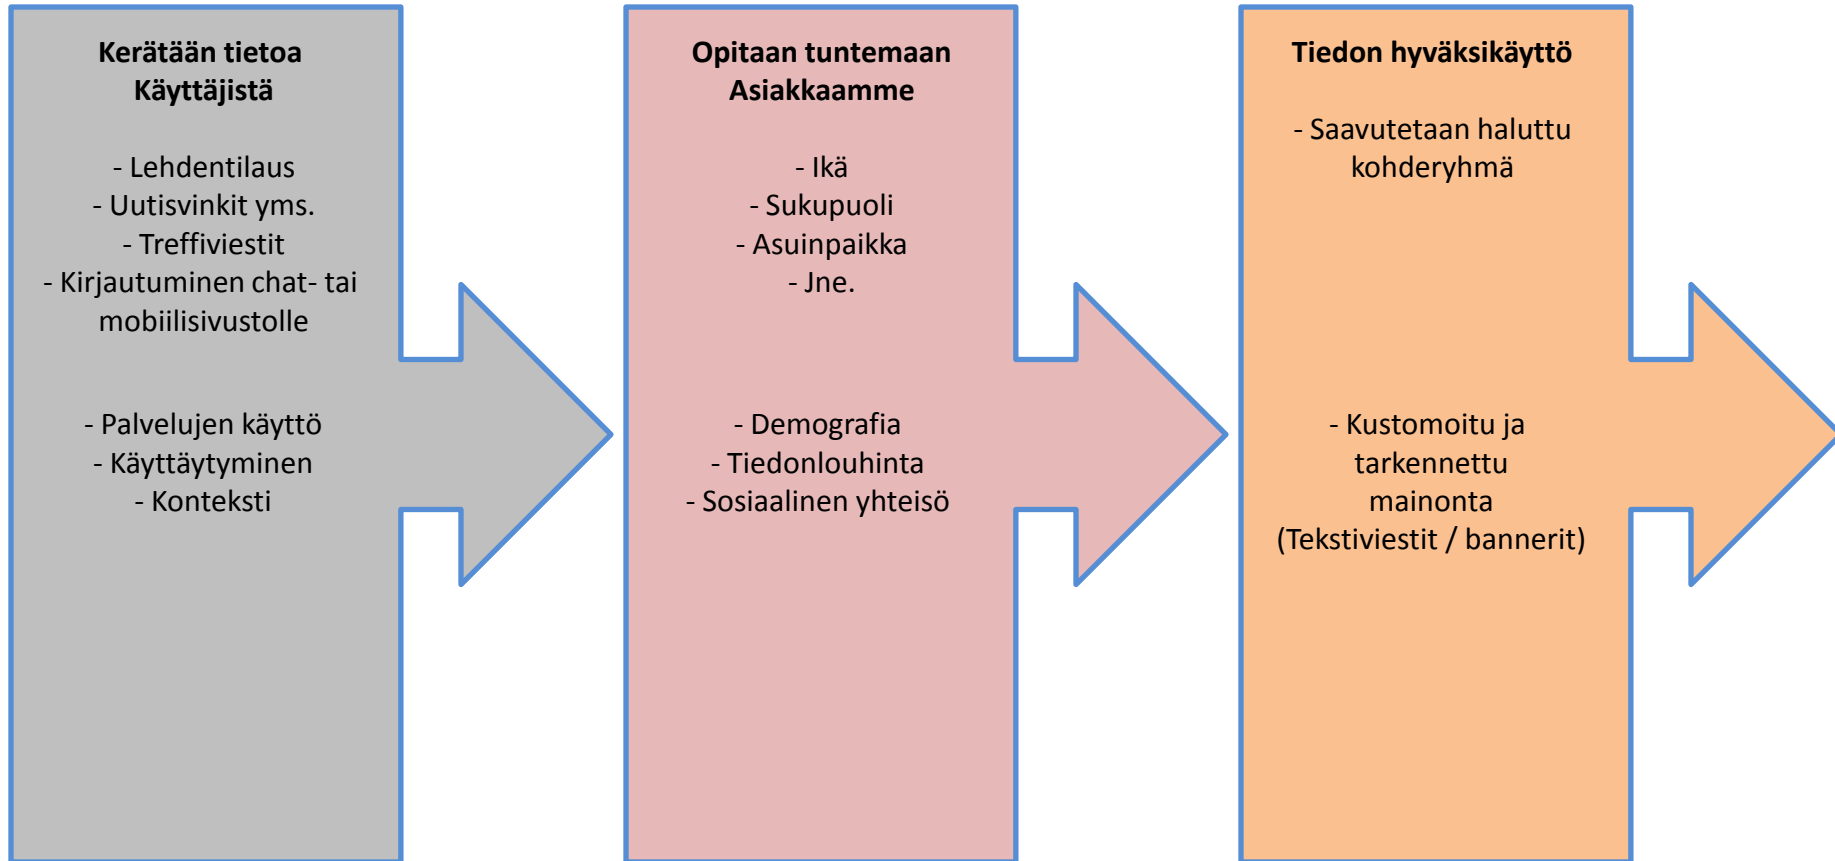 Kerätään tietoa
Käyttäjistä
- Lehdentilaus
- Uutisvinkit yms.
- Treffiviestit
- Kirjautuminen chat- tai
mobiilisivustolle
- Palvelujen käyttö
- Käyttäytyminen
- Konteksti
Opitaan tuntemaan
Asiakkaamme
- Ikä
- Sukupuoli
- Asuinpaikka
- Jne.
- Demografia
- Tiedonlouhinta
- Sosiaalinen yhteisö
Tiedon hyväksikäyttö
- Saavutetaan haluttu
kohderyhmä
- Kustomoitu ja
tarkennettu
mainonta
(Tekstiviestit / bannerit)